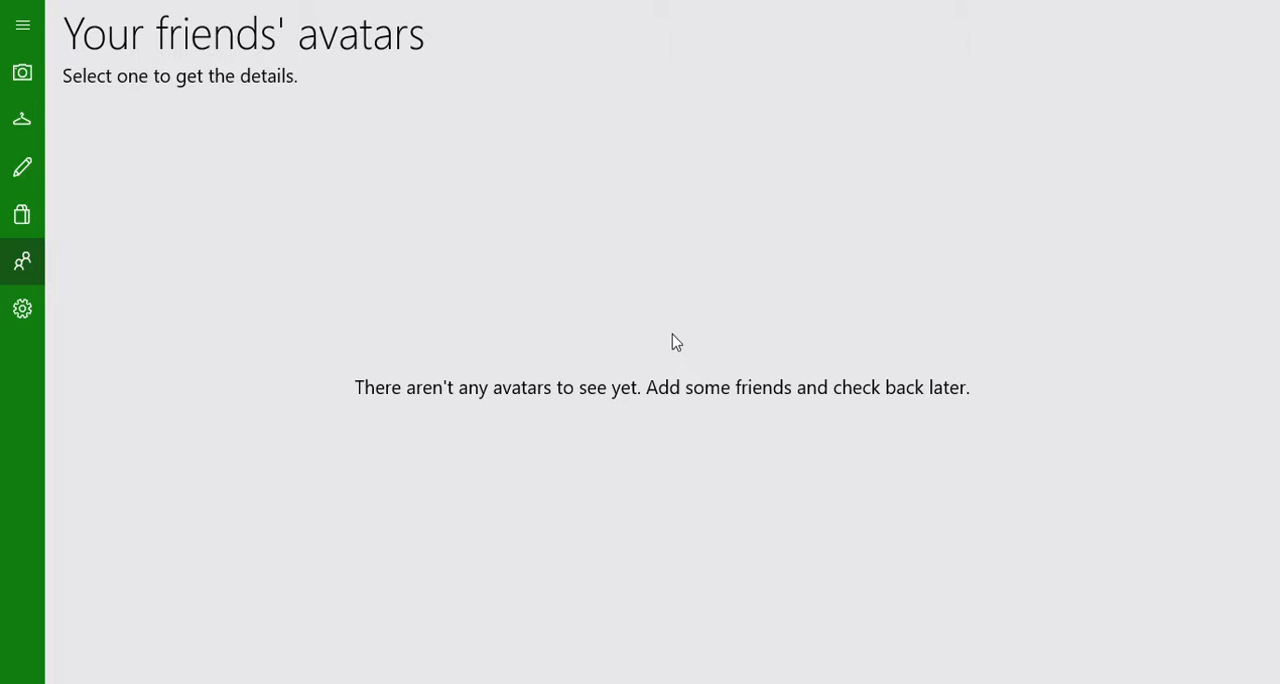 Your friends' avatars
Select one to get the details.
There aren't any avatars to see yet. Add some friends and check back later.